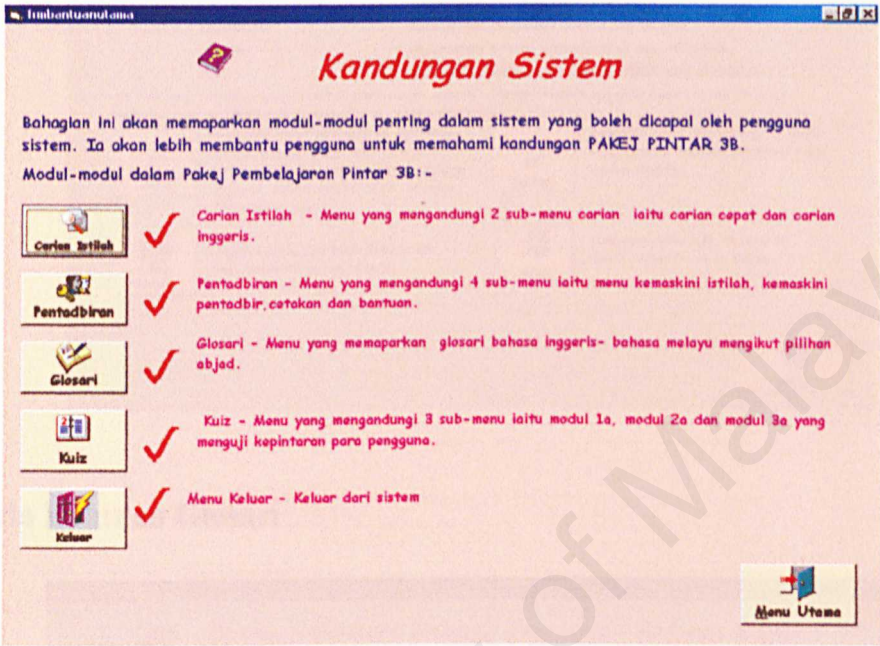 frmbantuanutama
Kandungan Sistem
Bahagian ini akan memaparkan modul-modul penting dalam sistem yang boleh dicapai oleh pengguna
sistem. Ia akan lebih membantu pengguna untuk memahami kandungan PAKEJ PINTAR 3B.
Modul-modul dalam Pakej Pembelajaran Pintar 3B:-
Carian Istilah
Carian Istilah - Menu yang mengandungi 2 sub-menu carian iaitu carian cepat dan carian
inggeris.
Pentadbiran
Pentadbiran - Menu yang mengandungi 4 sub-menu iaitu menu kemaskini istilah, kemaskini
pentadbir,cetakan dan bantuan.
Glosari
Glosari - Menu yang memaparkan glosari bahasa inggeris- bahasa melayu mengikut pilihan
abjad.
Kuiz
Kuiz - Menu yang mengandungi 3 sub-menu iaitu modul 1a, modul 2a dan modul 3a yang
menguji kepintaran para pengguna.
Keluar
Menu Keluar - Keluar dari sistem
Menu Utama
of Malay